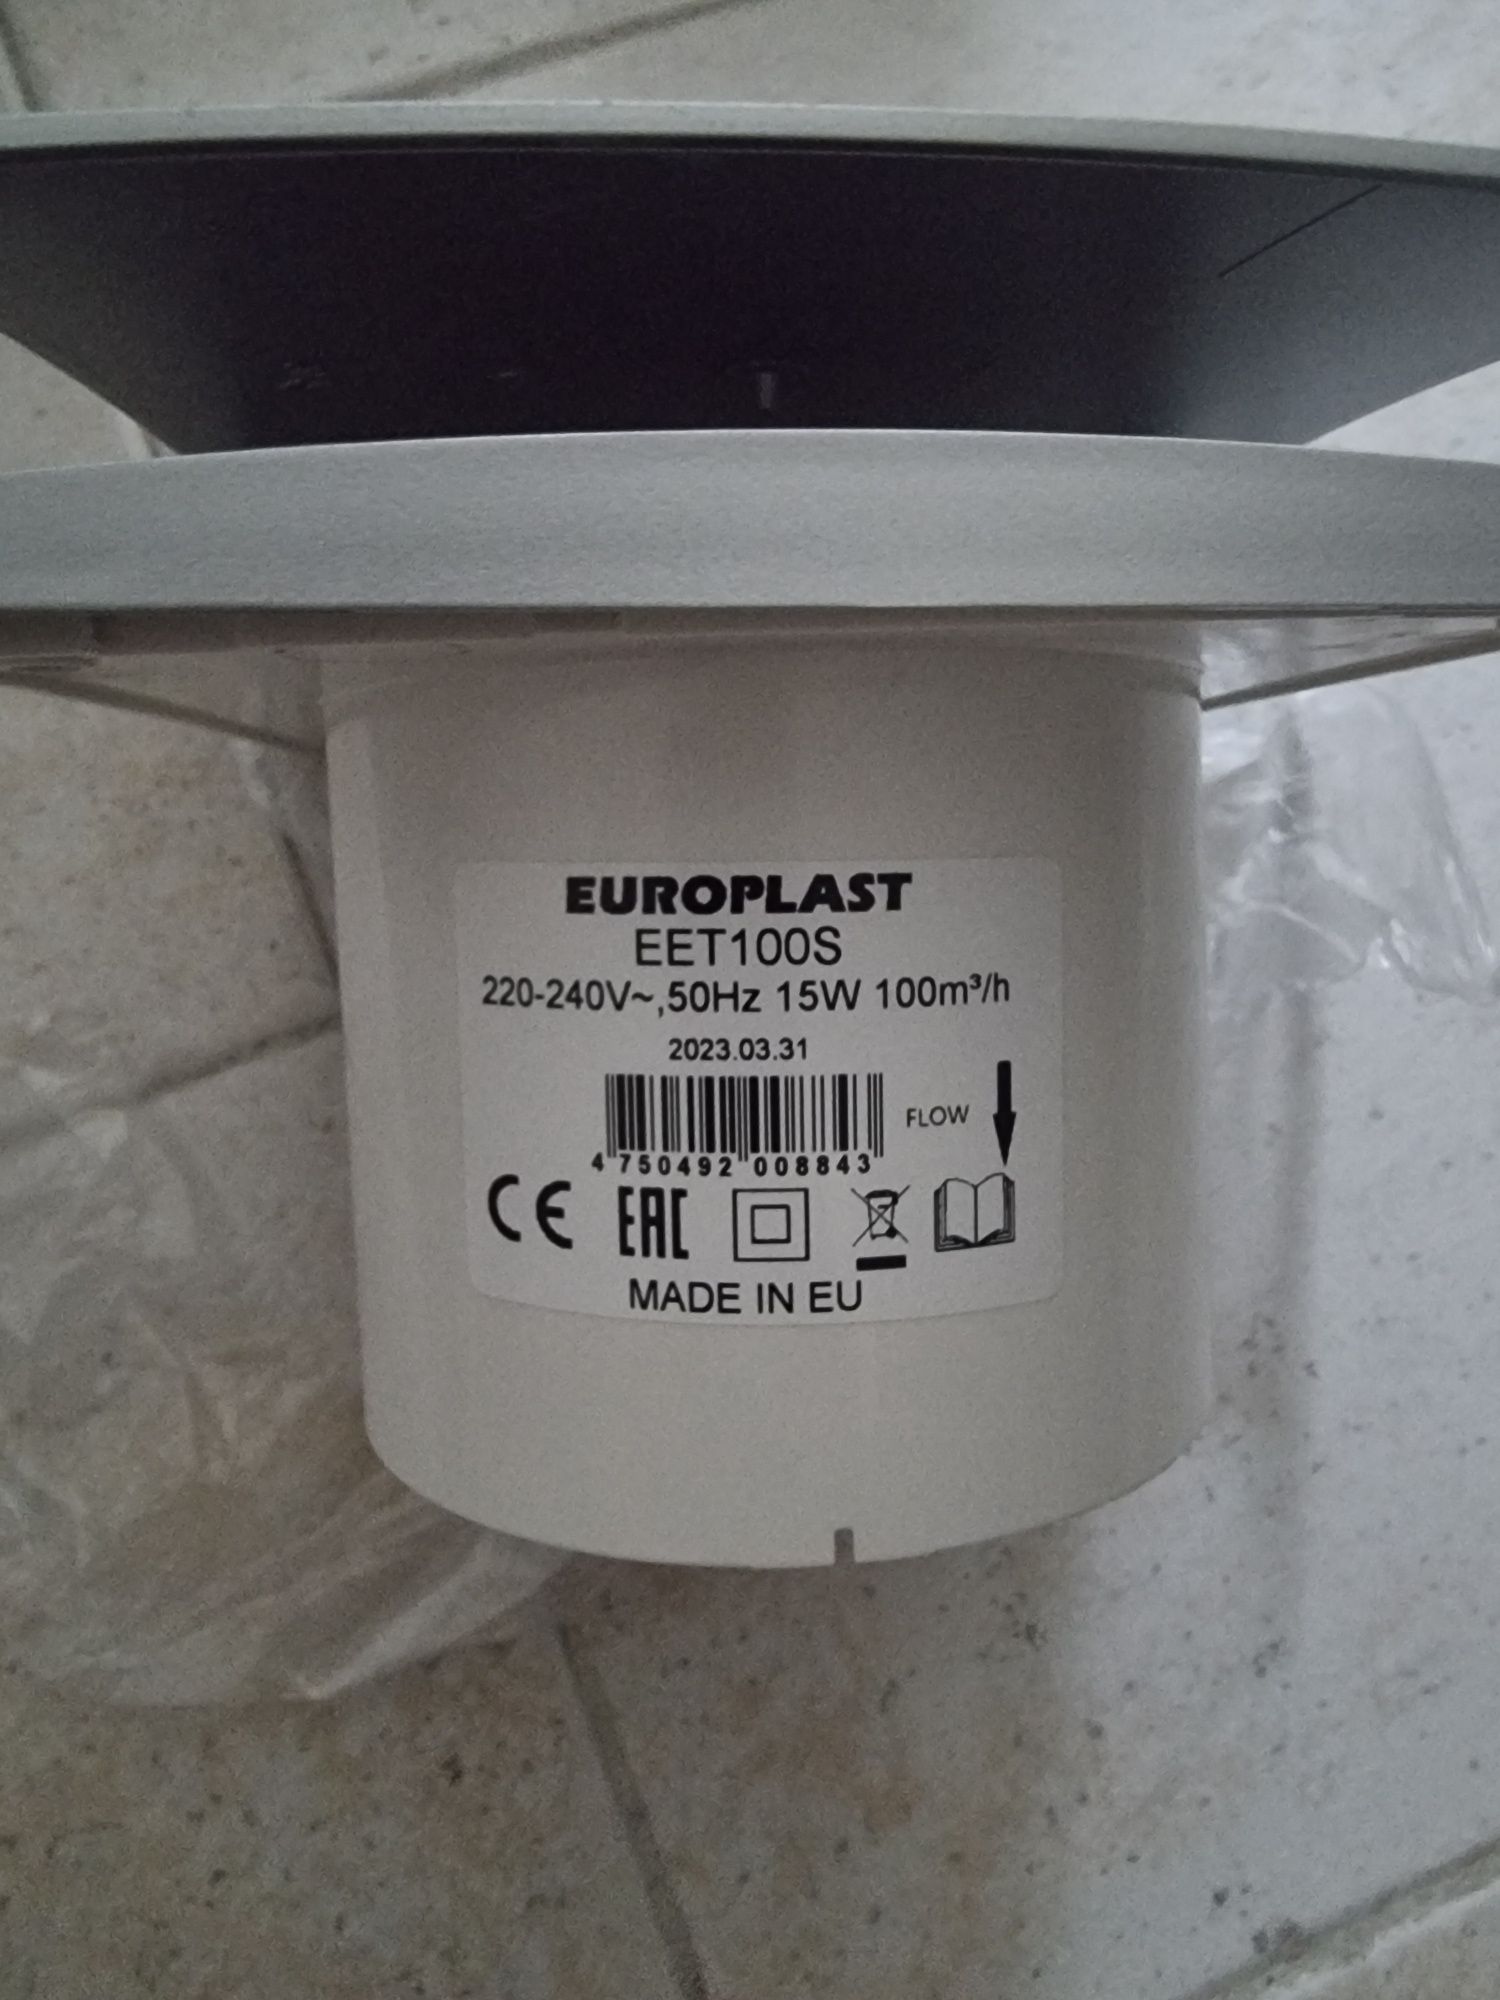 EUROPLAST
EET100S
220-240V~,50Hz 15W 100m³/h
2023.03.31
FLOW
4 750492 008843
CE EAC
MADE IN EU